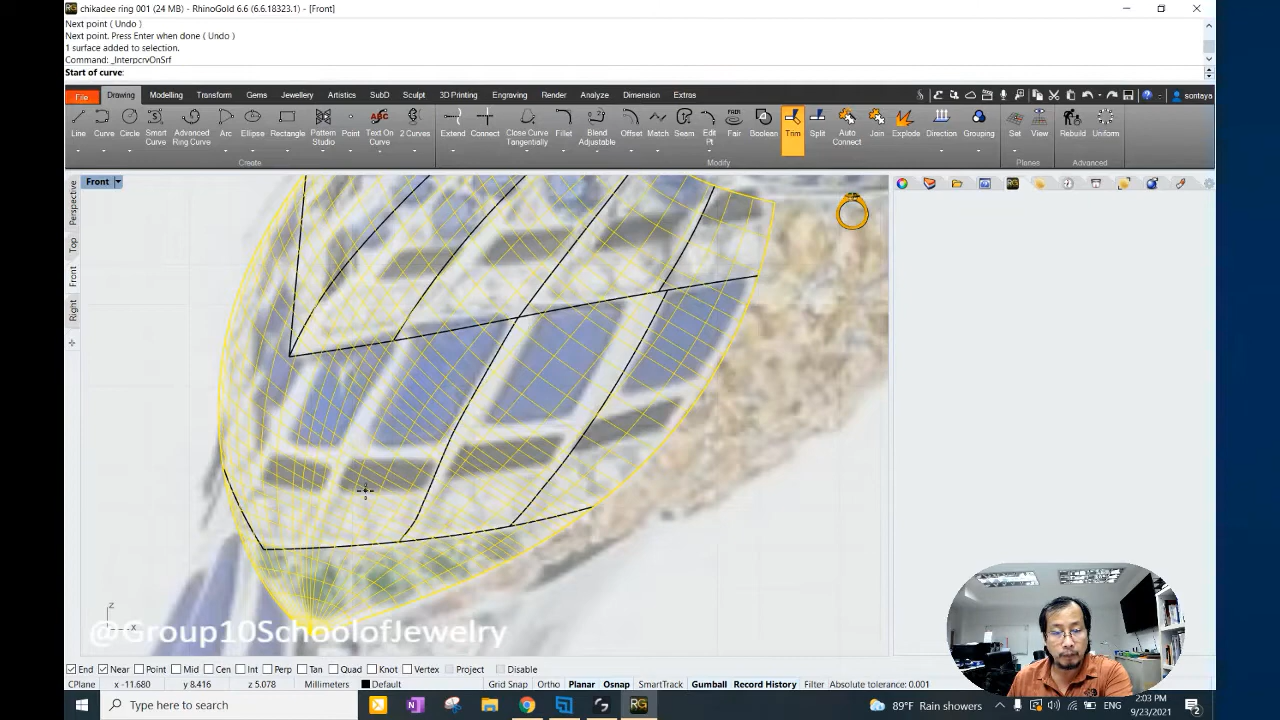 chikadee ring 001 (24 MB) - RhinoGold 6.6 (6.6.18323.1) - [Front]
Next point ( Undo )
Next point. Press Enter when done ( Undo )
1 surface added to selection.
Command: _InterpcrvOnSrf
Start of curve:
File Drawing Modelling Transform Gems Jewellery Artistics SubD Sculpt 3D Printing Engraving Render Analyze Dimension Extras
sontaya
Line Curve Circle Smart Curve Advanced Ring Curve Arc Ellipse Rectangle Pattern Studio Point Text On Curve 2 Curves Extend Connect Close Curve Tangentially Fillet Blend Adjustable Offset Match Seam Edit Pt Fair Boolean Trim Split Auto Connect Join Explode Direction Grouping Set View Rebuild Uniform
Create Modify Planes Advanced
Front
Perspective
Top
Front
Right
z
x
@Group10SchoolofJewelry
End Near Point Mid Cen Int Perp Tan Quad Knot Vertex Project Disable
CPlane x -11.680 y 8.416 z 5.078 Millimeters Default Grid Snap Ortho Planar Osnap SmartTrack Gumball Record History Filter Absolute tolerance: 0.001
Type here to search
89°F Rain showers
ENG
2:03 PM
9/23/2021
2